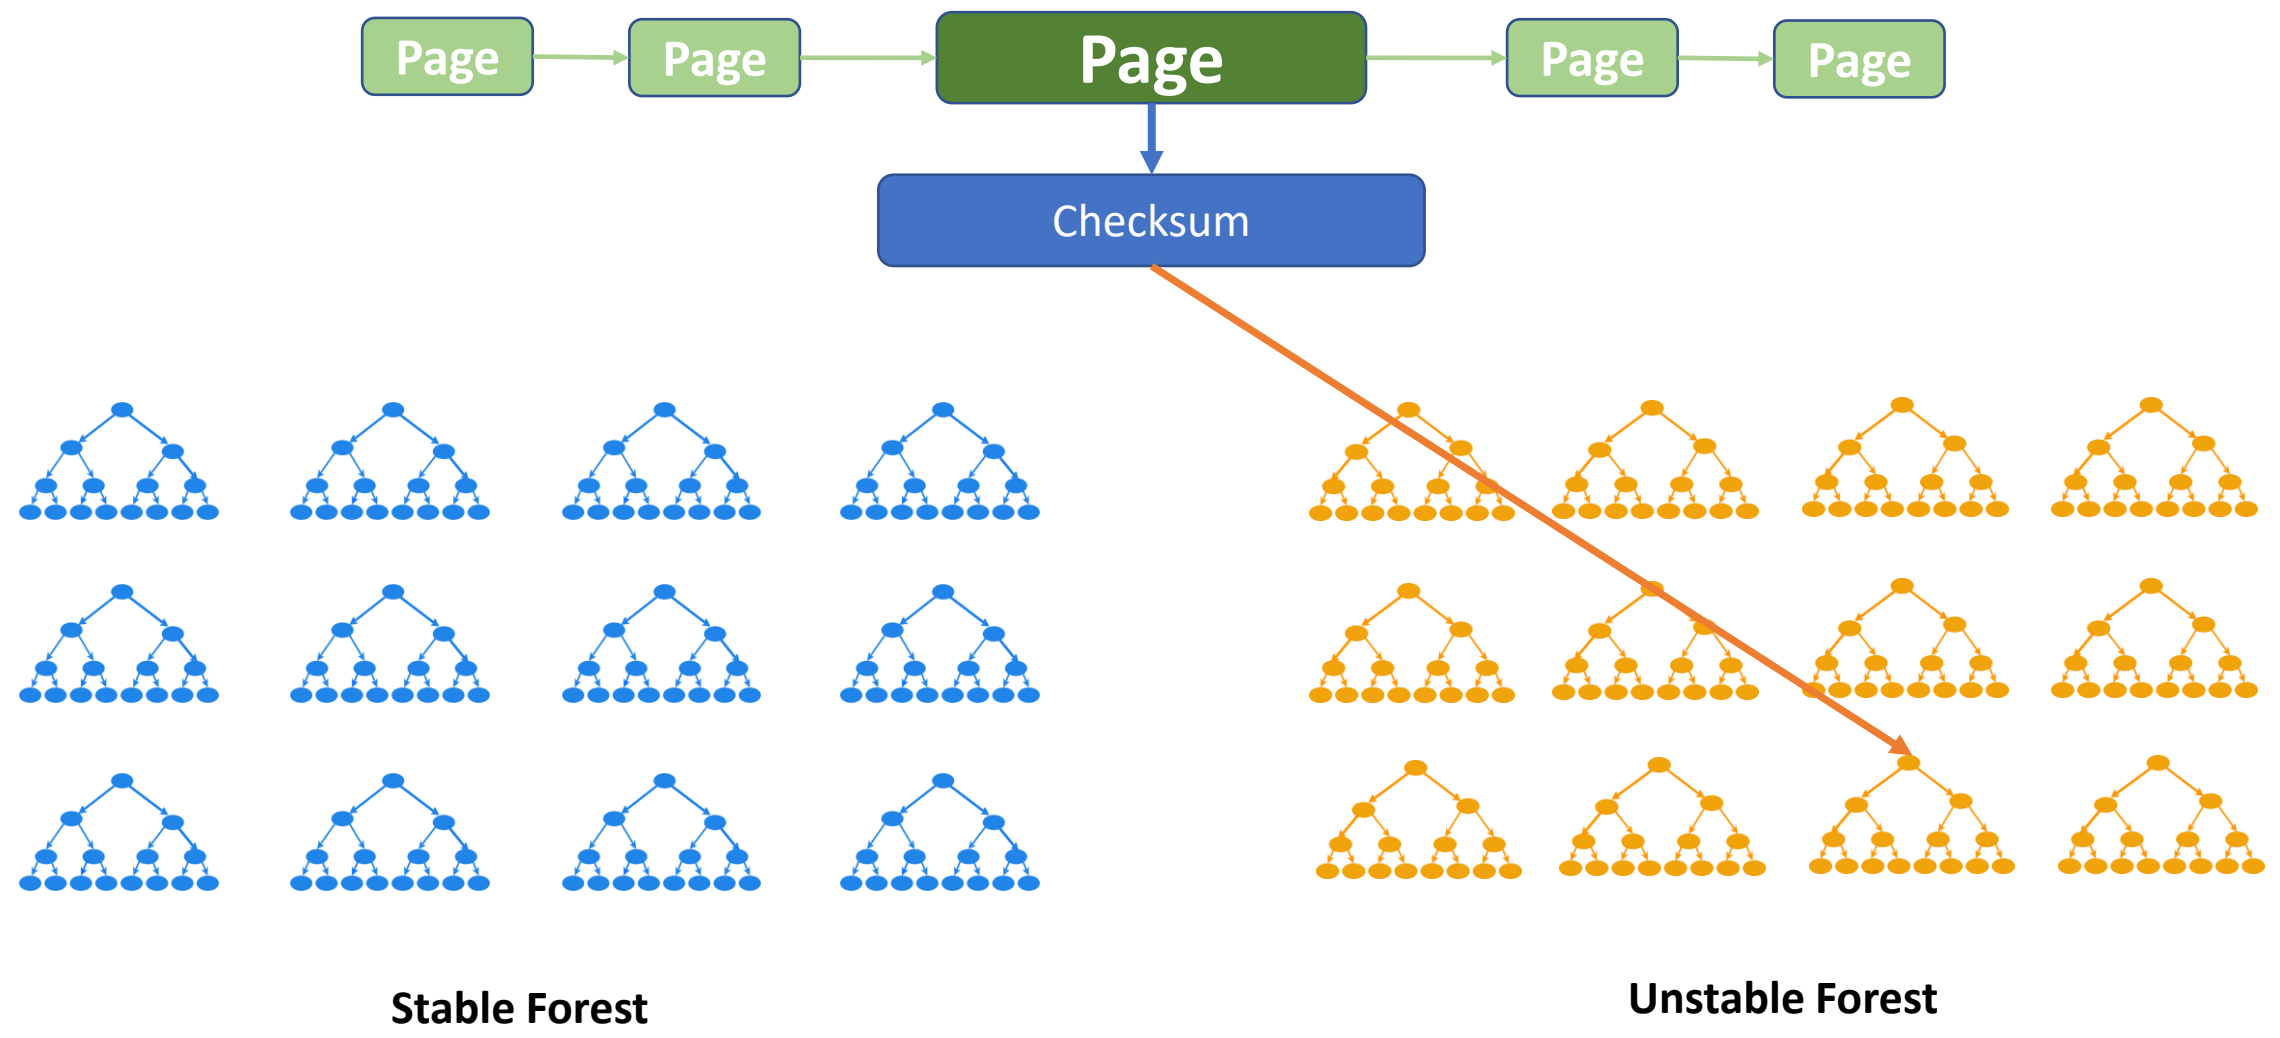 Page
Page
Page
Page
Page
Checksum
Stable Forest
Unstable Forest